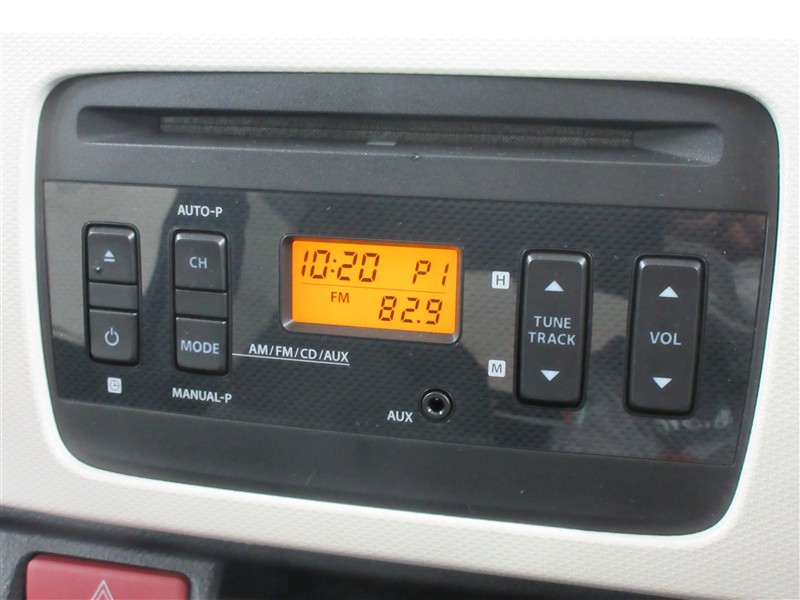 AUTO-P
CH
MODE
AM/FM/CD/AUX
MANUAL-P
10:20 P1
FM
82.9
AUX
H
M
TUNE
TRACK
VOL